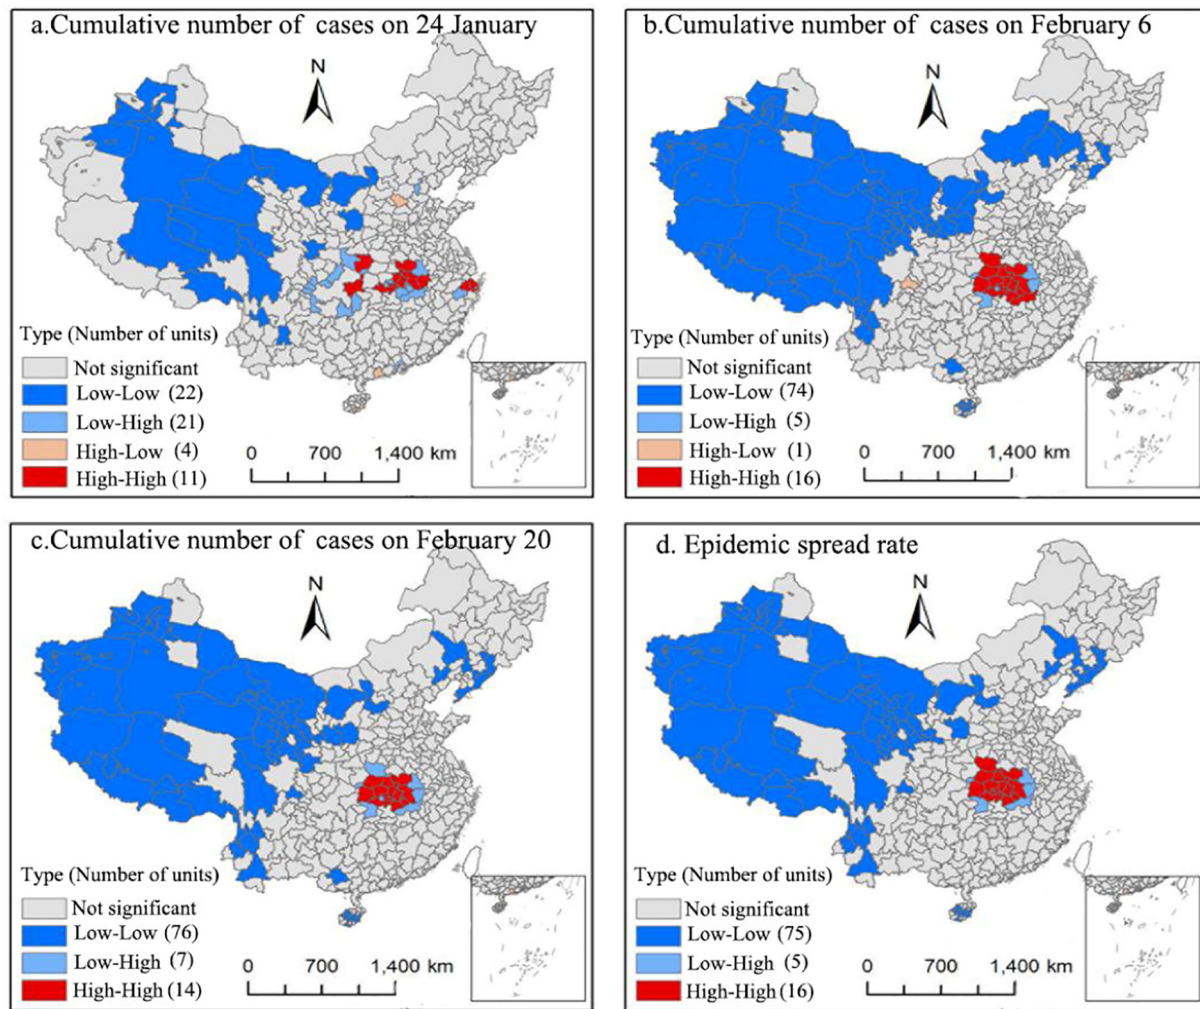 a.Cumulative number of cases on 24 January
N
Type (Number of units)
Not significant
Low-Low (22)
Low-High (21)
High-Low (4)
High-High (11)
0 700 1,400 km
b.Cumulative number of cases on February 6
N
Type (Number of units)
Not significant
Low-Low (74)
Low-High (5)
High-Low (1)
High-High (16)
0 700 1,400 km
c.Cumulative number of cases on February 20
N
Type (Number of units)
Not significant
Low-Low (76)
Low-High (7)
High-High (14)
0 700 1,400 km
d. Epidemic spread rate
N
Type (Number of units)
Not significant
Low-Low (75)
Low-High (5)
High-High (16)
0 700 1,400 km